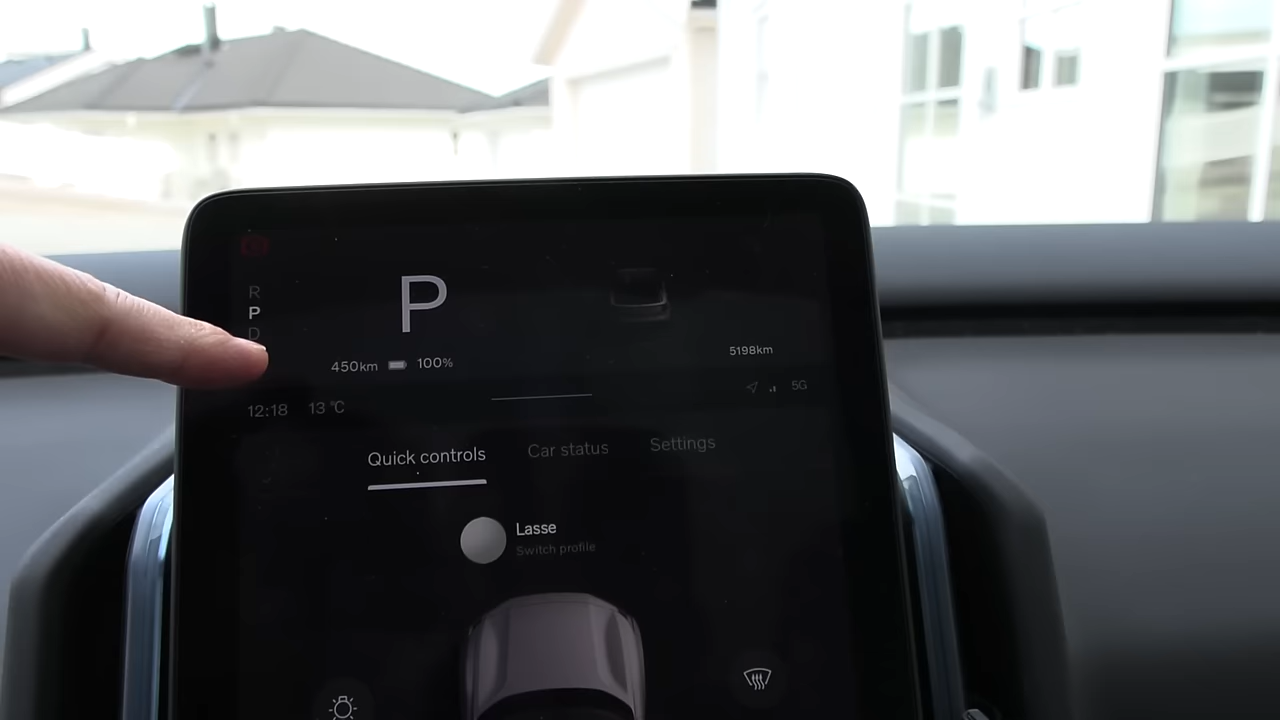 R
P
D
P
450km 100%
5198km
12:18 13 °C
5G
Quick controls Car status Settings
Lasse
Switch profile